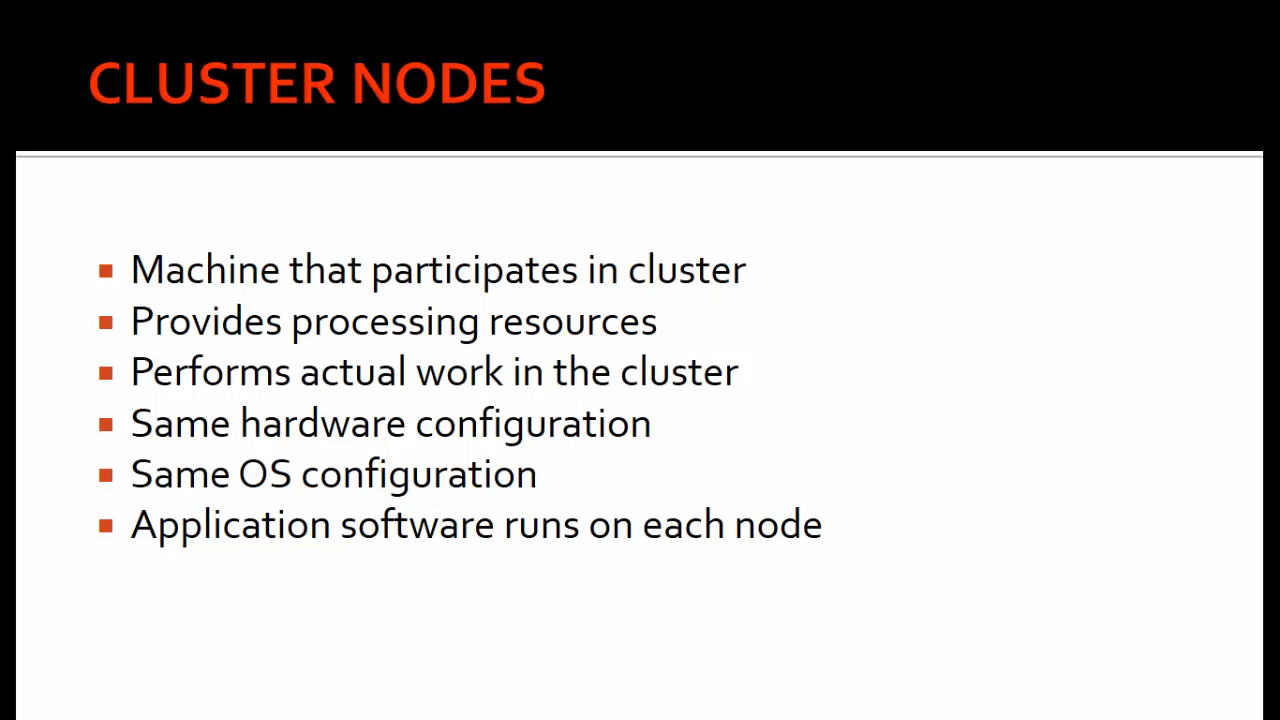 CLUSTER NODES
Machine that participates in cluster
Provides processing resources
Performs actual work in the cluster
Same hardware configuration
Same OS configuration
Application software runs on each node